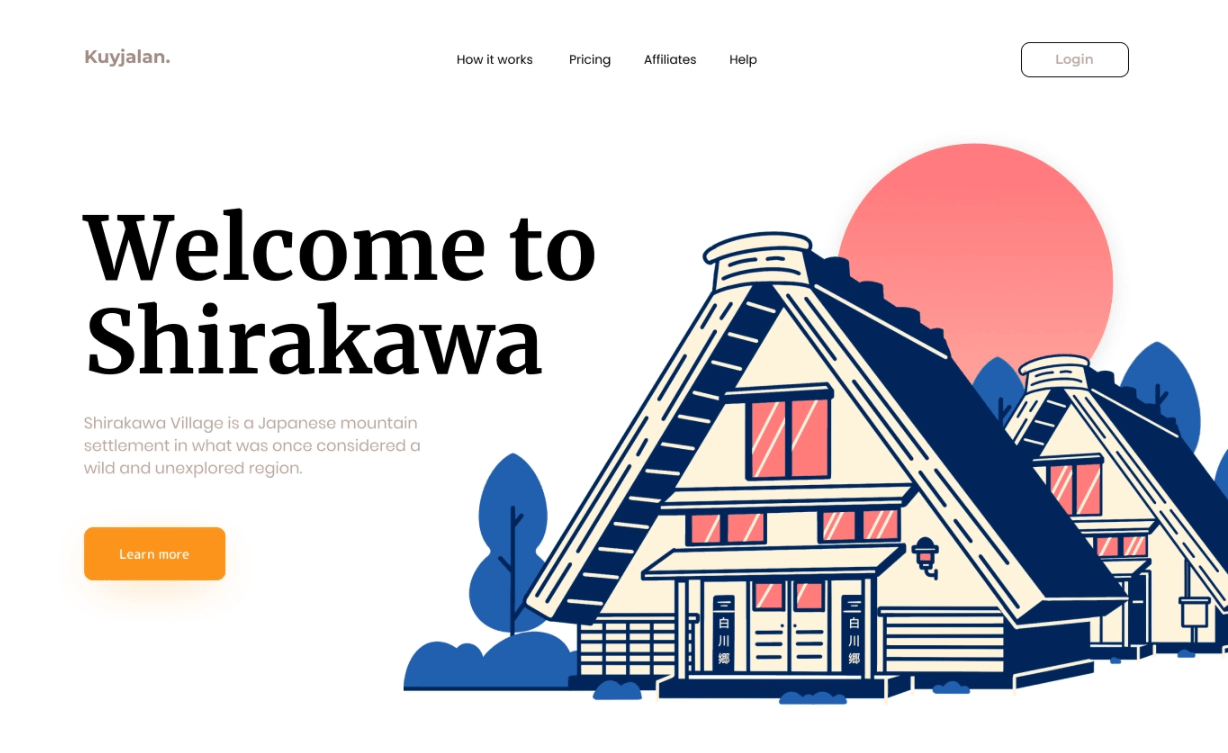 Kuyjalan.
How it works
Pricing
Affiliates
Help
Login
Welcome to
Shirakawa
Shirakawa Village is a Japanese mountain
settlement in what was once considered a
wild and unexplored region.
Learn more
白川郷
白川郷